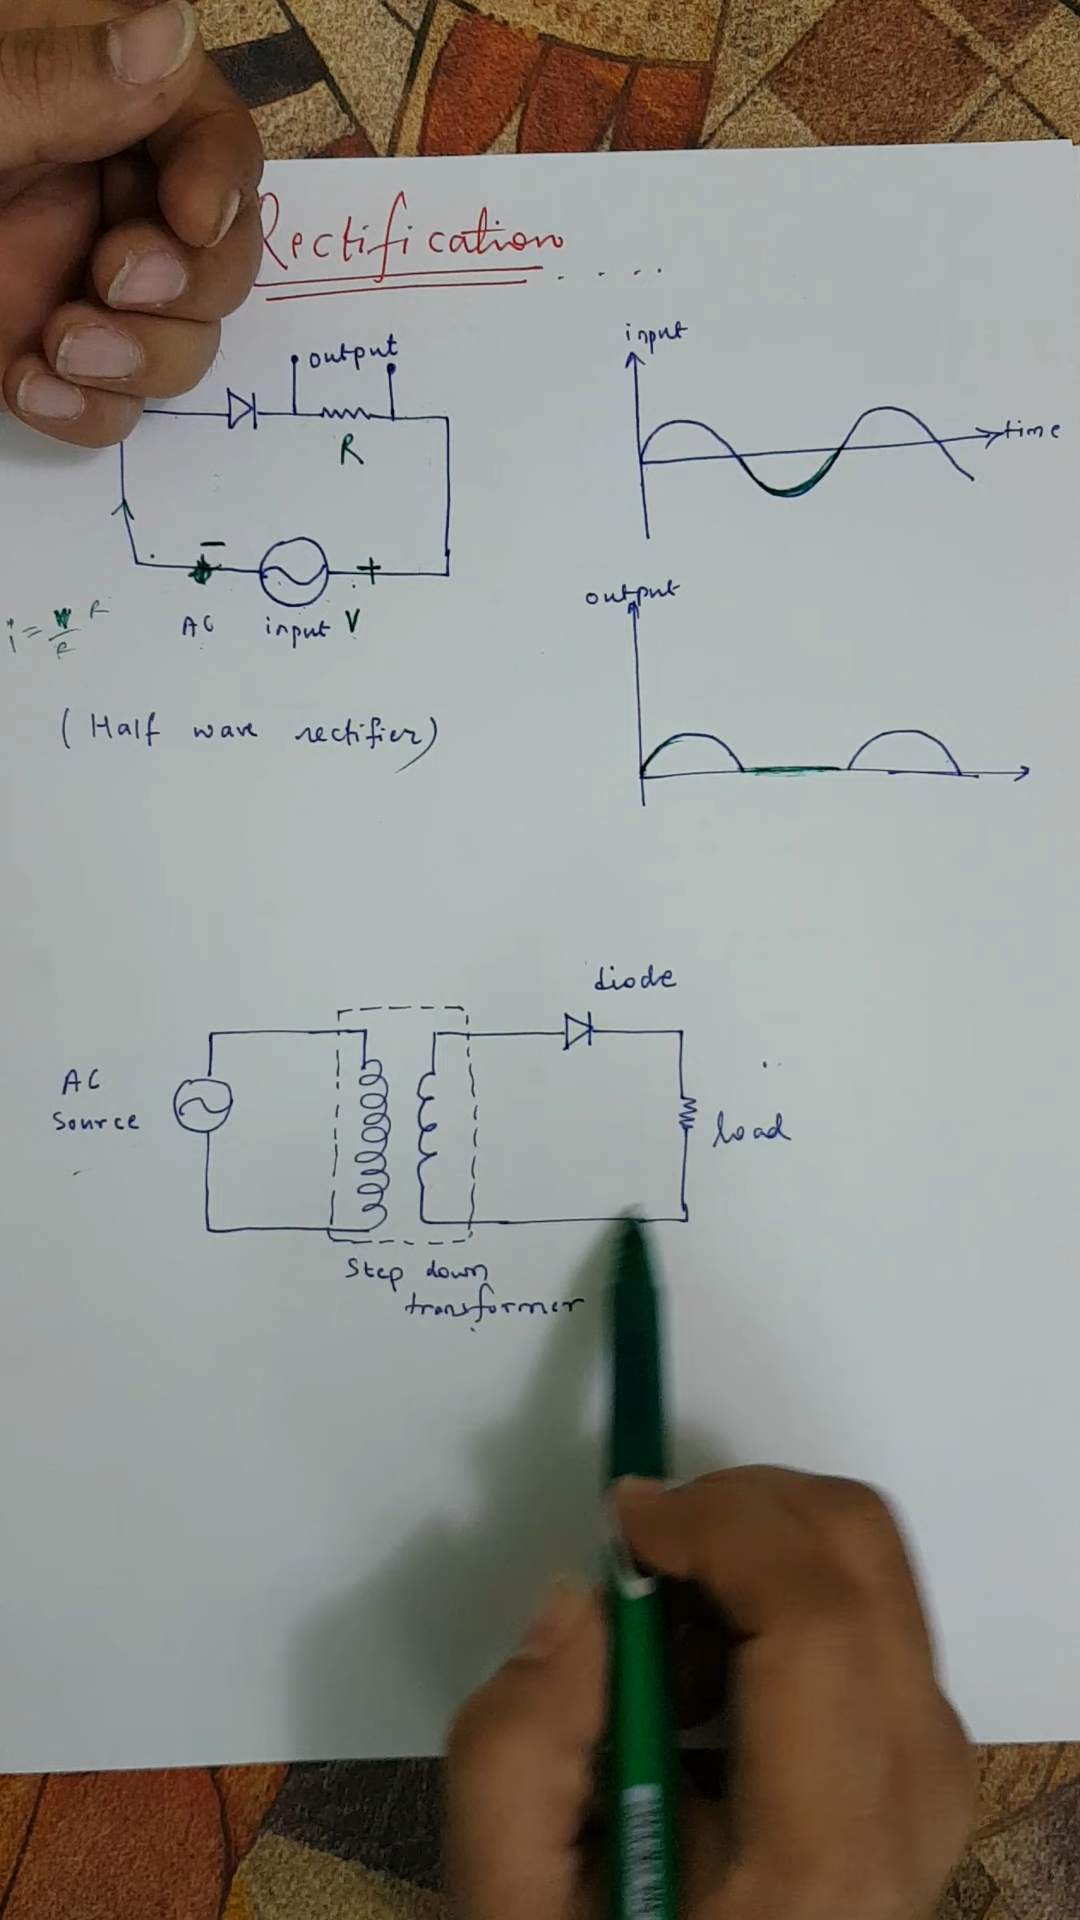 Rectification ....
output
R
− +
AC input V
(Half wave rectifier)
input
time
output
diode
AC
Source
load
Step down
transformer